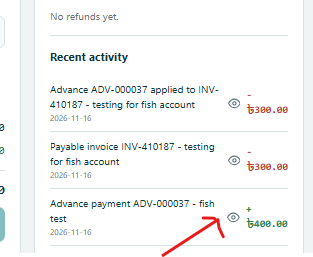 No refunds yet.
Recent activity
Advance ADV-000037 applied to INV-
410187 - testing for fish account
2026-11-16
-
৳300.00
Payable invoice INV-410187 - testing
for fish account
2026-11-16
-
৳300.00
Advance payment ADV-000037 - fish
test
2026-11-16
+
৳400.00